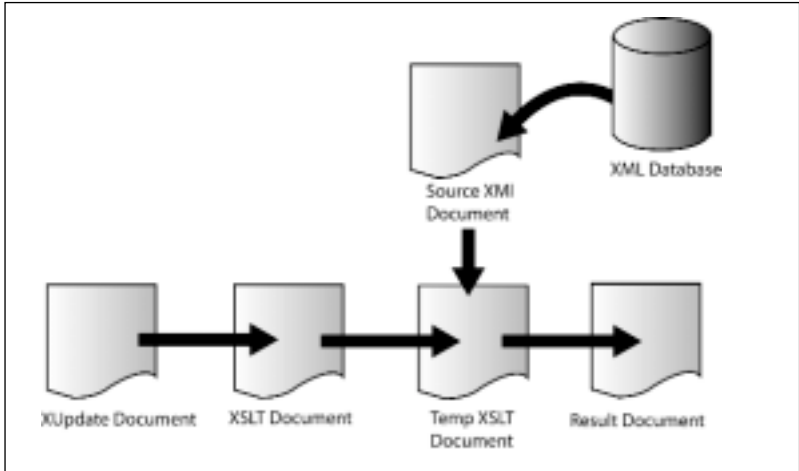 XML Database
Source XMI
Document
XUpdate Document
XSLT Document
Temp XSLT
Document
Result Document